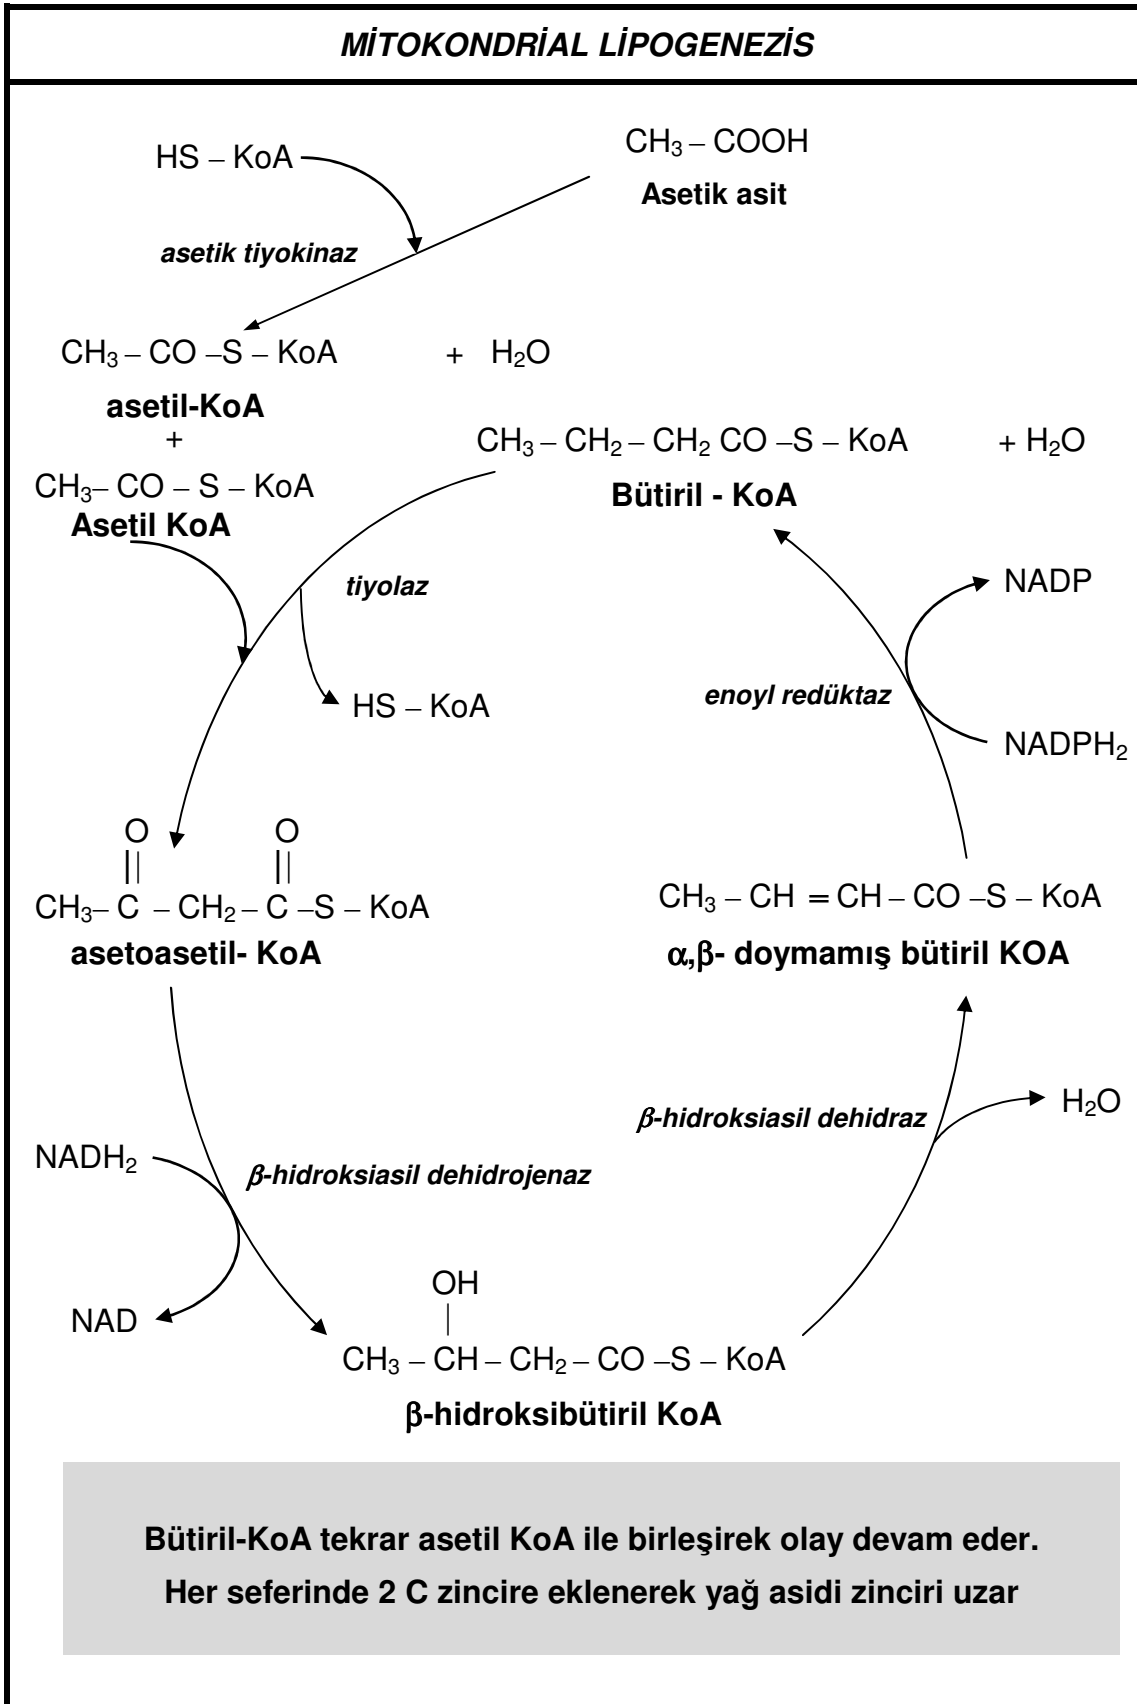 MİTOKONDRİAL LİPOGENEZİS
CH₃ – COOH
HS – KoA
Asetik asit
asetik tiyokinaz
CH₃ – CO –S – KoA + H₂O
asetil-KoA
+
CH₃– CO – S – KoA
Asetil KoA
CH₃ – CH₂ – CH₂ CO –S – KoA + H₂O
Bütiril - KoA
tiyolaz
HS – KoA
NADP
enoyl redüktaz
NADPH₂
O O
|| ||
CH₃– C – CH₂ – C –S – KoA
asetoasetil- KoA
CH₃ – CH = CH – CO –S – KoA
α,β- doymamış bütiril KOA
H₂O
β-hidroksiasil dehidraz
NADH₂
β-hidroksiasil dehidrojenaz
NAD
OH
|
CH₃ – CH – CH₂ – CO –S – KoA
β-hidroksibütiril KoA
Bütiril-KoA tekrar asetil KoA ile birleşirek olay devam eder.
Her seferinde 2 C zincire eklenerek yağ asidi zinciri uzar